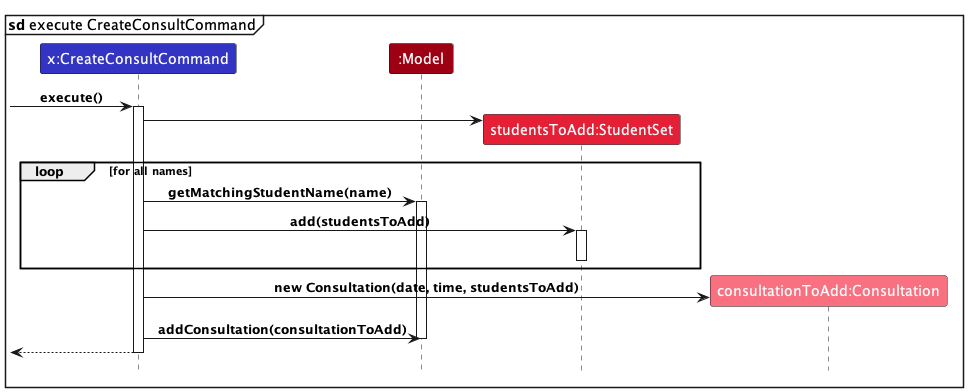 sd execute CreateConsultCommand
x:CreateConsultCommand
:Model
execute()
studentsToAdd:StudentSet
loop
[for all names]
getMatchingStudentName(name)
add(studentsToAdd)
new Consultation(date, time, studentsToAdd)
consultationToAdd:Consultation
addConsultation(consultationToAdd)